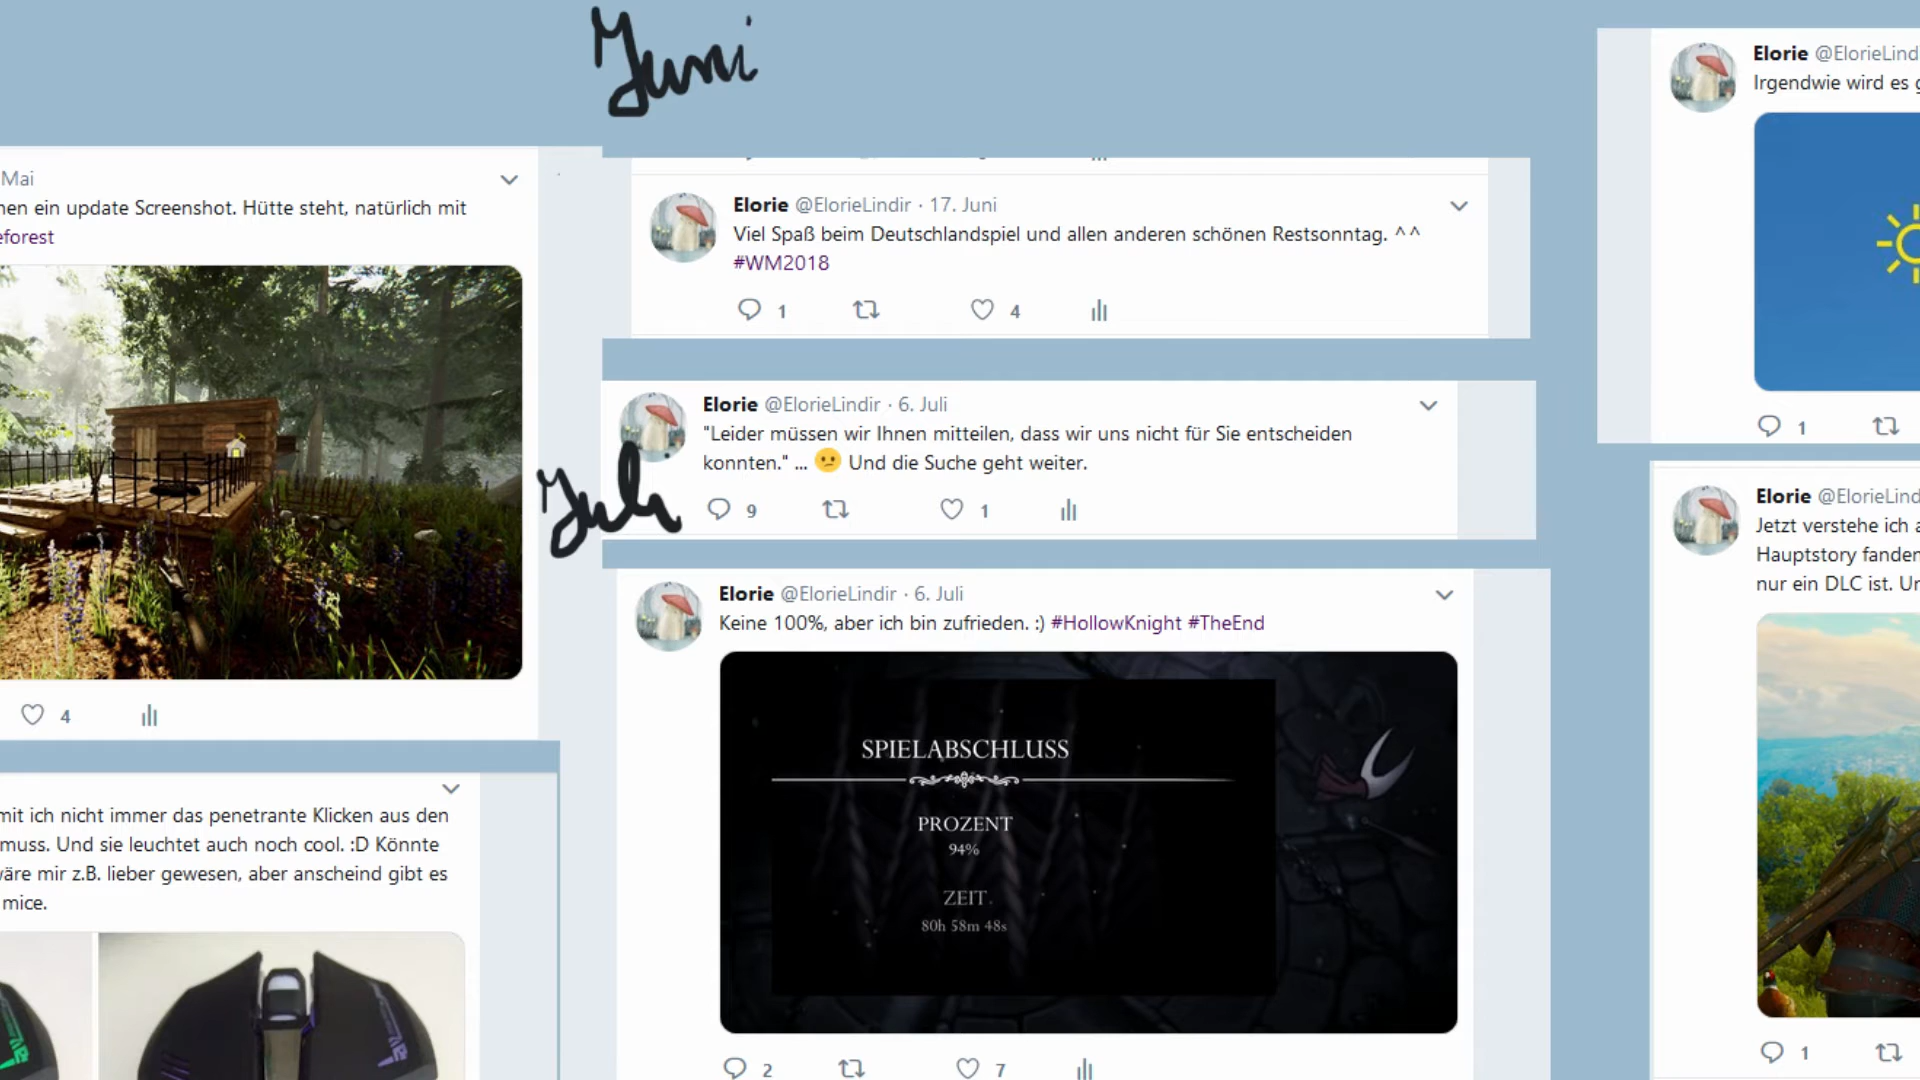 Juni
Mai
nen ein update Screenshot. Hütte steht, natürlich mit
eforest
4
mit ich nicht immer das penetrante Klicken aus den
muss. Und sie leuchtet auch noch cool. :D Könnte
wäre mir z.B. lieber gewesen, aber anscheind gibt es
mice.
Elorie @ElorieLindir · 17. Juni
Viel Spaß beim Deutschlandspiel und allen anderen schönen Restsonntag. ^^
#WM2018
1 4
Juli
Elorie @ElorieLindir · 6. Juli
"Leider müssen wir Ihnen mitteilen, dass wir uns nicht für Sie entscheiden
konnten." ... 😕 Und die Suche geht weiter.
9 1
Elorie @ElorieLindir · 6. Juli
Keine 100%, aber ich bin zufrieden. :) #HollowKnight #TheEnd
SPIELABSCHLUSS
PROZENT
94%
ZEIT
80h 58m 48s
2 7
Elorie @ElorieLind
Irgendwie wird es g
1
Elorie @ElorieLind
Jetzt verstehe ich a
Hauptstory fanden
nur ein DLC ist. Un
1